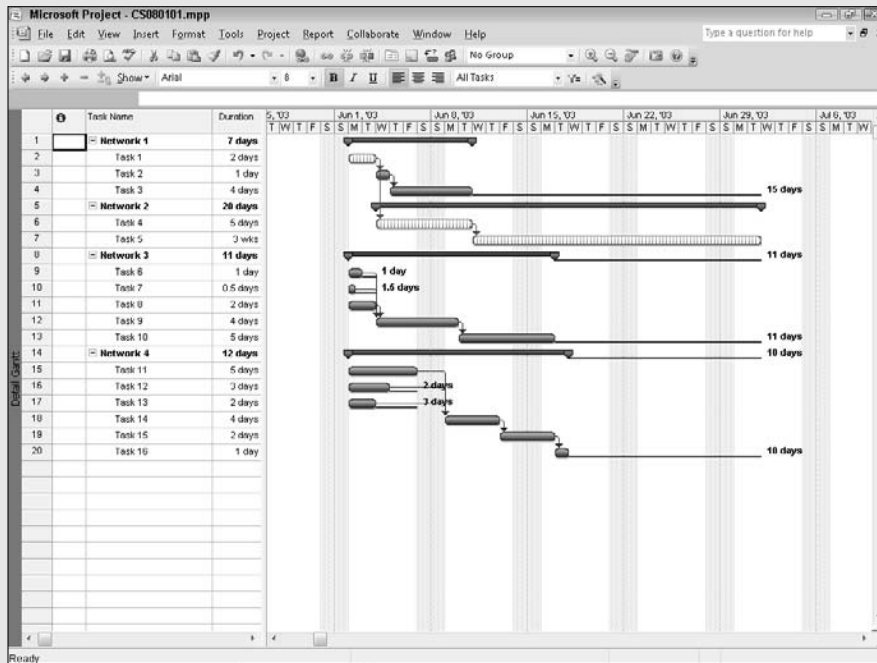 Microsoft Project - CS080101.mpp
File Edit View Insert Format Tools Project Report Collaborate Window Help
Type a question for help
No Group
Show Arial 8 B I U All Tasks
Task Name Duration
5, '03 Jun 1, '03 Jun 8, '03 Jun 15, '03 Jun 22, '03 Jun 29, '03 Jul 6, '03
T W T F S S M T W T F S S M T W T F S S M T W T F S S M T W T F S S M T W T F S S M T W
1 Network 1 7 days
2 Task 1 2 days
3 Task 2 1 day
4 Task 3 4 days 15 days
5 Network 2 20 days
6 Task 4 5 days
7 Task 5 3 wks
8 Network 3 11 days 11 days
9 Task 6 1 day 1 day
10 Task 7 0.5 days 1.5 days
11 Task 8 2 days
12 Task 9 4 days
13 Task 10 5 days 11 days
14 Network 4 12 days 10 days
15 Task 11 5 days
16 Task 12 3 days 2 days
17 Task 13 2 days 3 days
18 Task 14 4 days
19 Task 15 2 days
20 Task 16 1 day 10 days
Detail Gantt
Ready